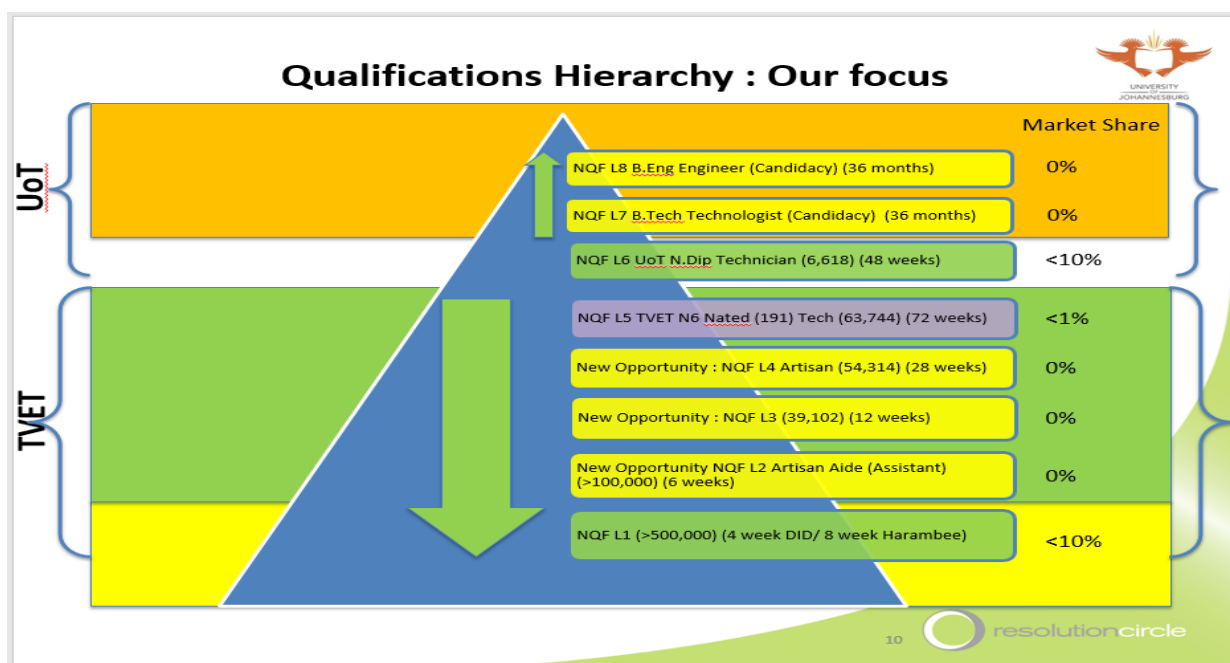 Qualifications Hierarchy : Our focus
UNIVERSITY
OF
JOHANNESBURG
Market Share
UoT
NQF L8 B.Eng Engineer (Candidacy) (36 months)
0%
NQF L7 B.Tech Technologist (Candidacy) (36 months)
0%
NQF L6 UoT N.Dip Technician (6,618) (48 weeks)
<10%
TVET
NQF L5 TVET N6 Nated (191) Tech (63,744) (72 weeks)
<1%
New Opportunity : NQF L4 Artisan (54,314) (28 weeks)
0%
New Opportunity : NQF L3 (39,102) (12 weeks)
0%
New Opportunity NQF L2 Artisan Aide (Assistant)
(>100,000) (6 weeks)
0%
NQF L1 (>500,000) (4 week DID/ 8 week Harambee)
<10%
10
resolutioncircle